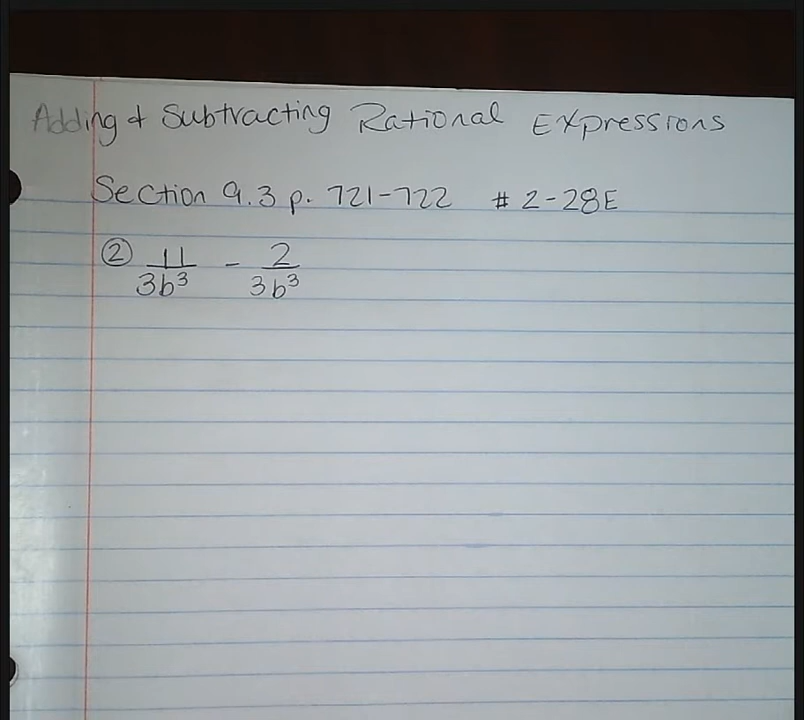 Adding & Subtracting Rational Expressions
Section 9.3 p. 721-722 # 2-28E
② 11/3b³ - 2/3b³